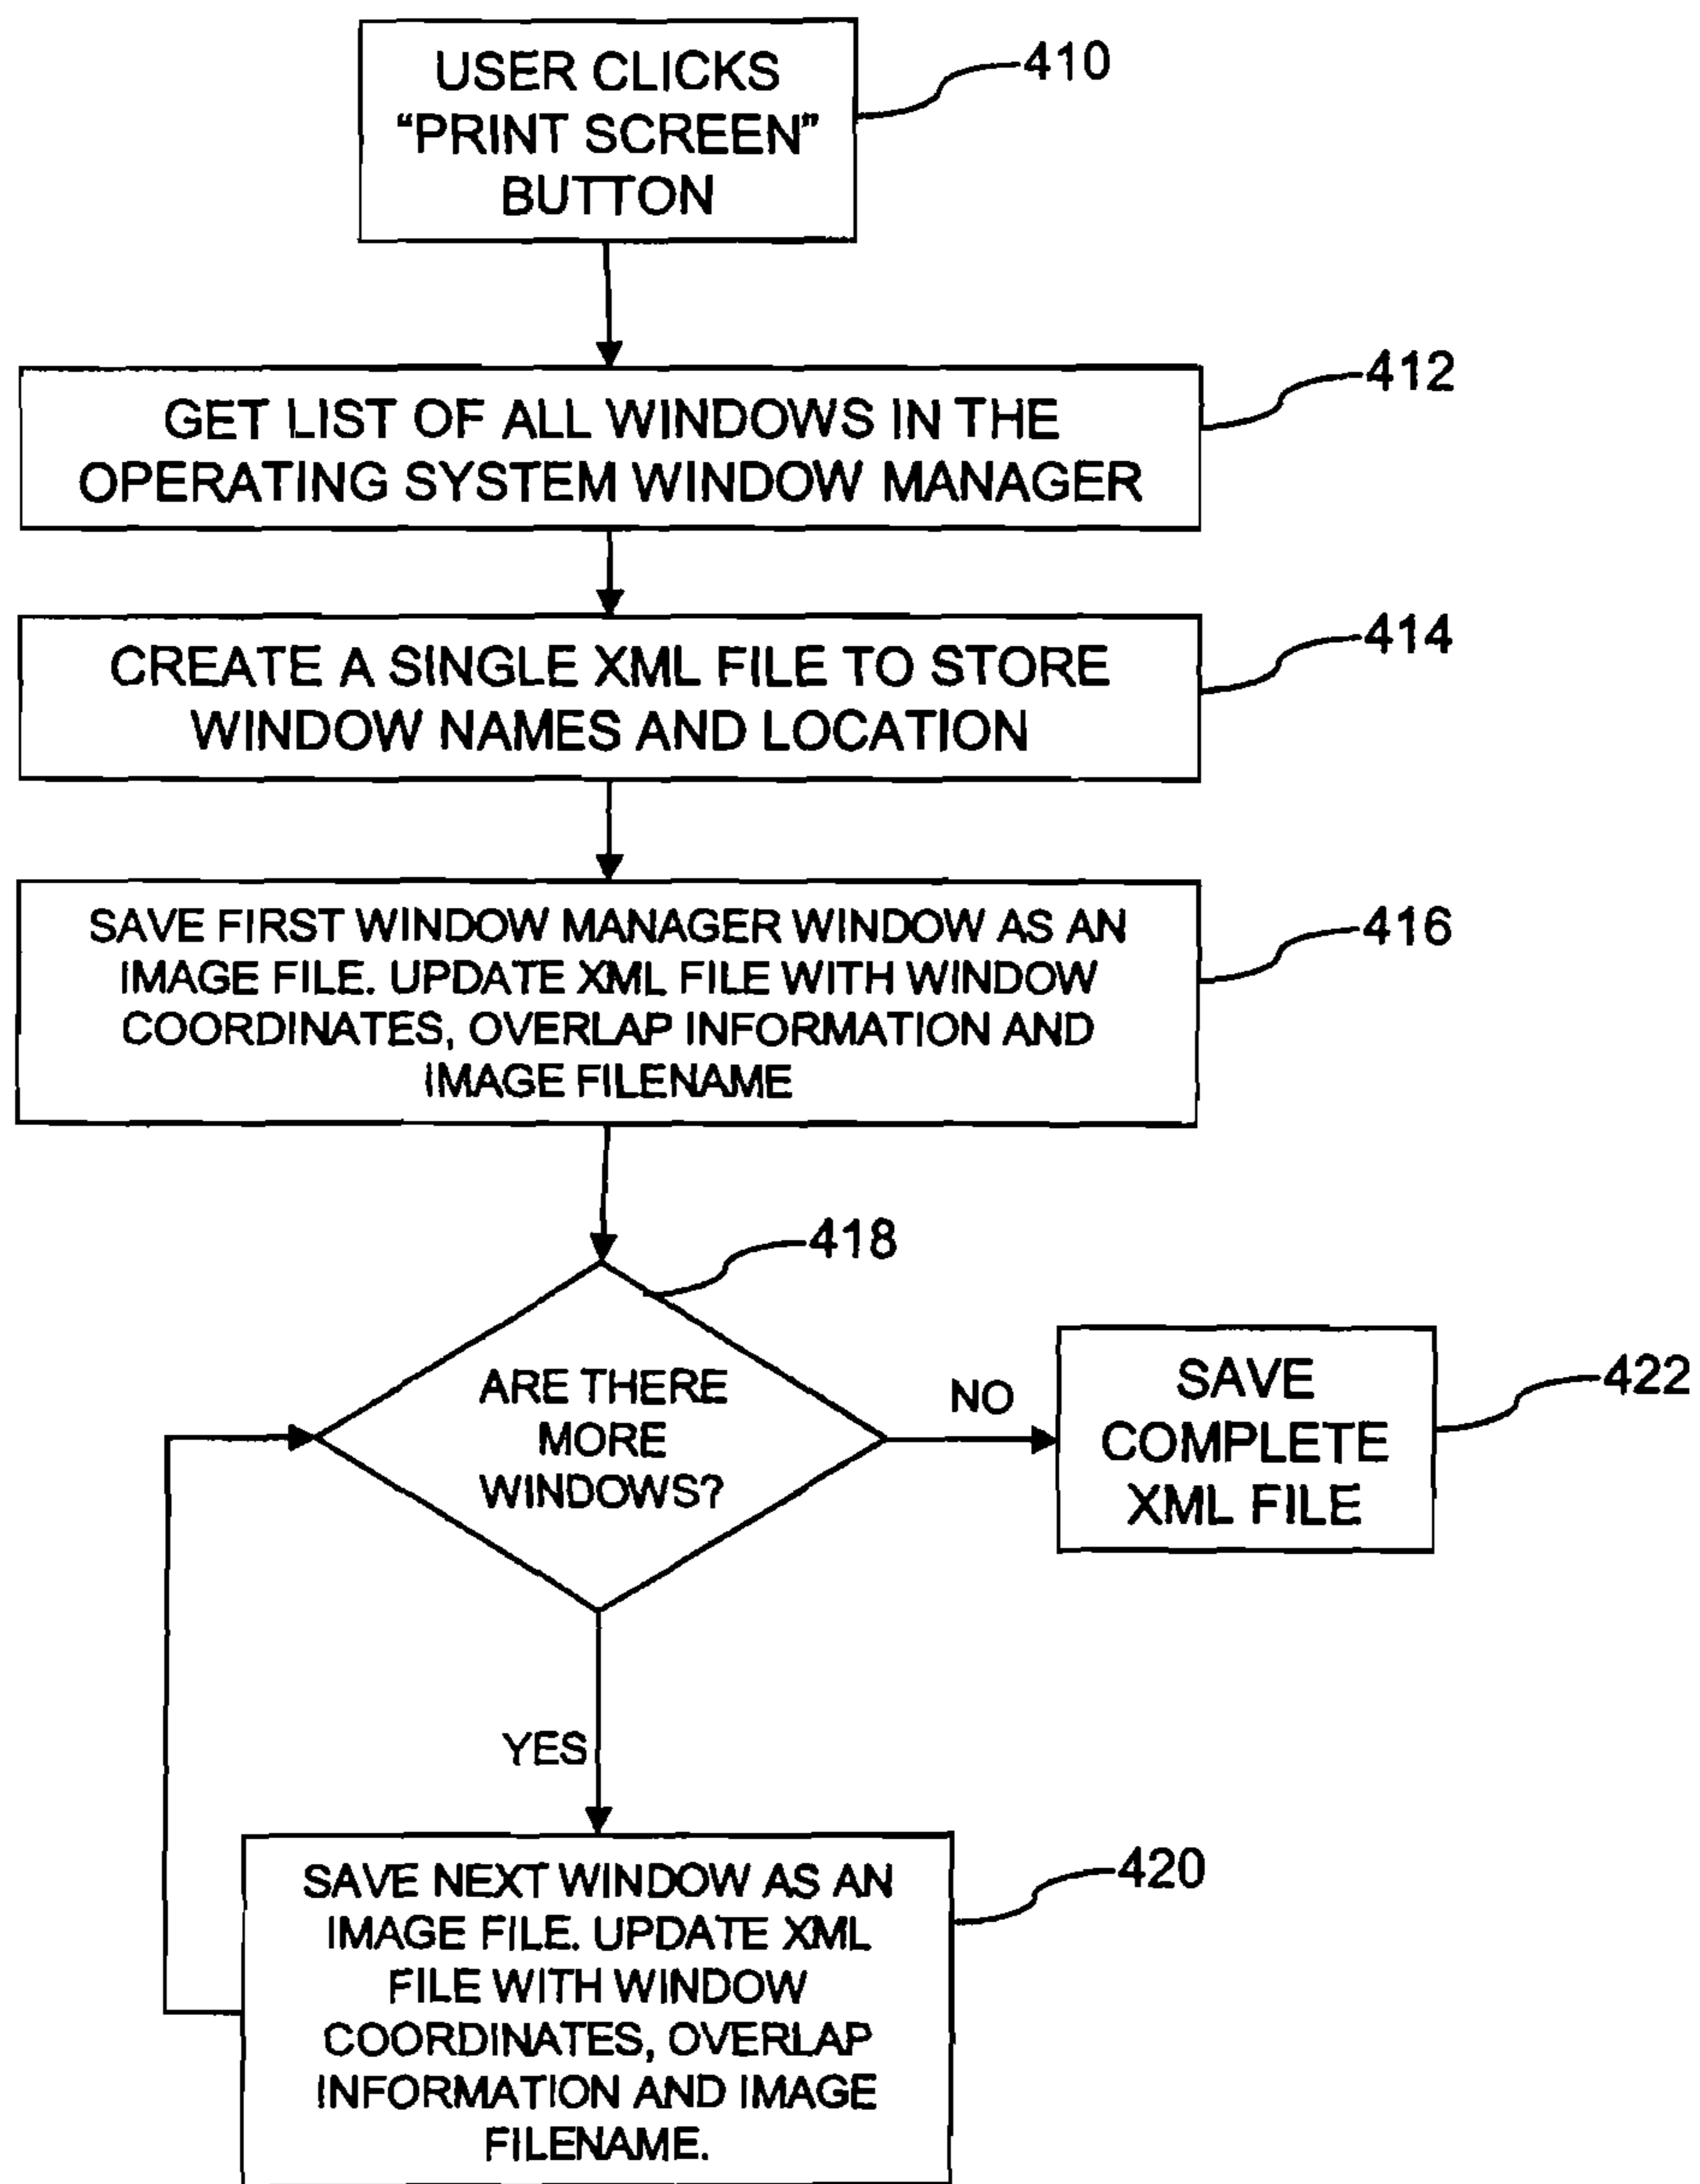 USER CLICKS
“PRINT SCREEN”
BUTTON
410
GET LIST OF ALL WINDOWS IN THE
OPERATING SYSTEM WINDOW MANAGER
412
CREATE A SINGLE XML FILE TO STORE
WINDOW NAMES AND LOCATION
414
SAVE FIRST WINDOW MANAGER WINDOW AS AN
IMAGE FILE. UPDATE XML FILE WITH WINDOW
COORDINATES, OVERLAP INFORMATION AND
IMAGE FILENAME
416
418
ARE THERE
MORE
WINDOWS?
NO
SAVE
COMPLETE
XML FILE
422
YES
SAVE NEXT WINDOW AS AN
IMAGE FILE. UPDATE XML
FILE WITH WINDOW
COORDINATES, OVERLAP
INFORMATION AND IMAGE
FILENAME.
420